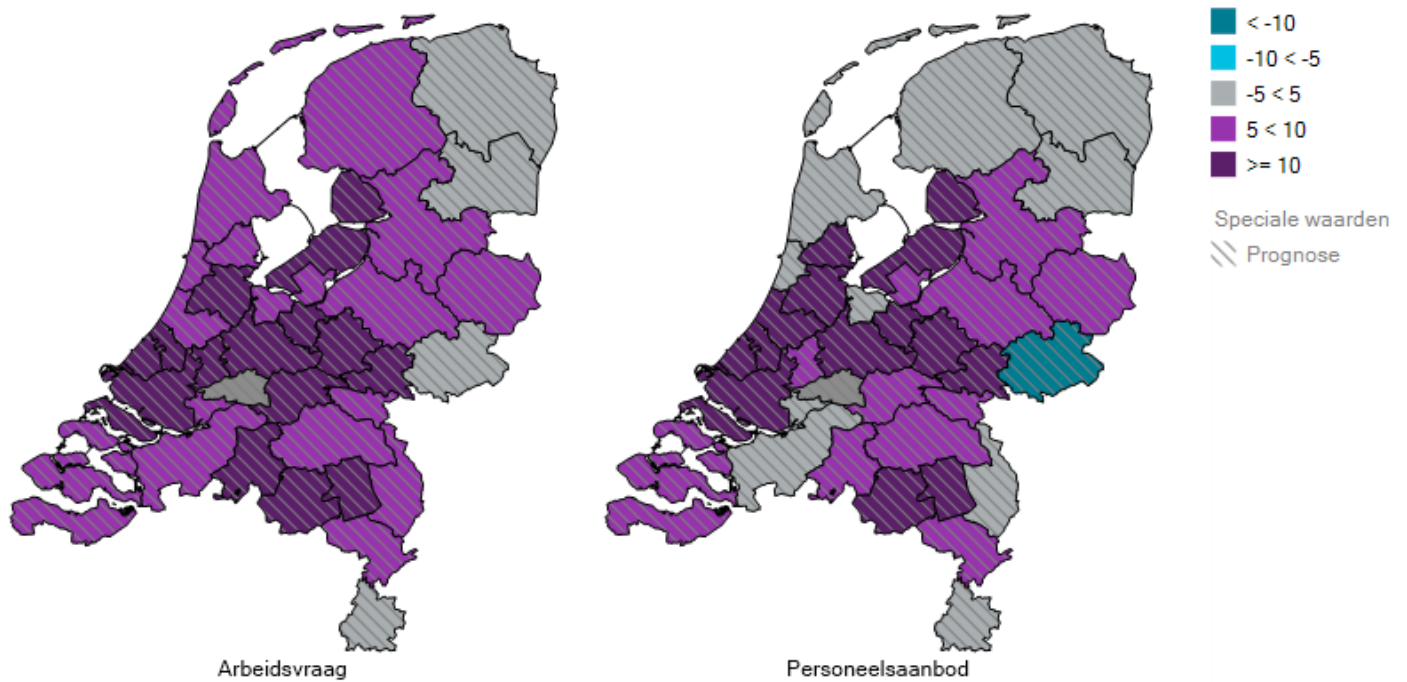 < -10
-10 < -5
-5 < 5
5 < 10
>= 10
Speciale waarden
Prognose
Arbeidsvraag
Personeelsaanbod